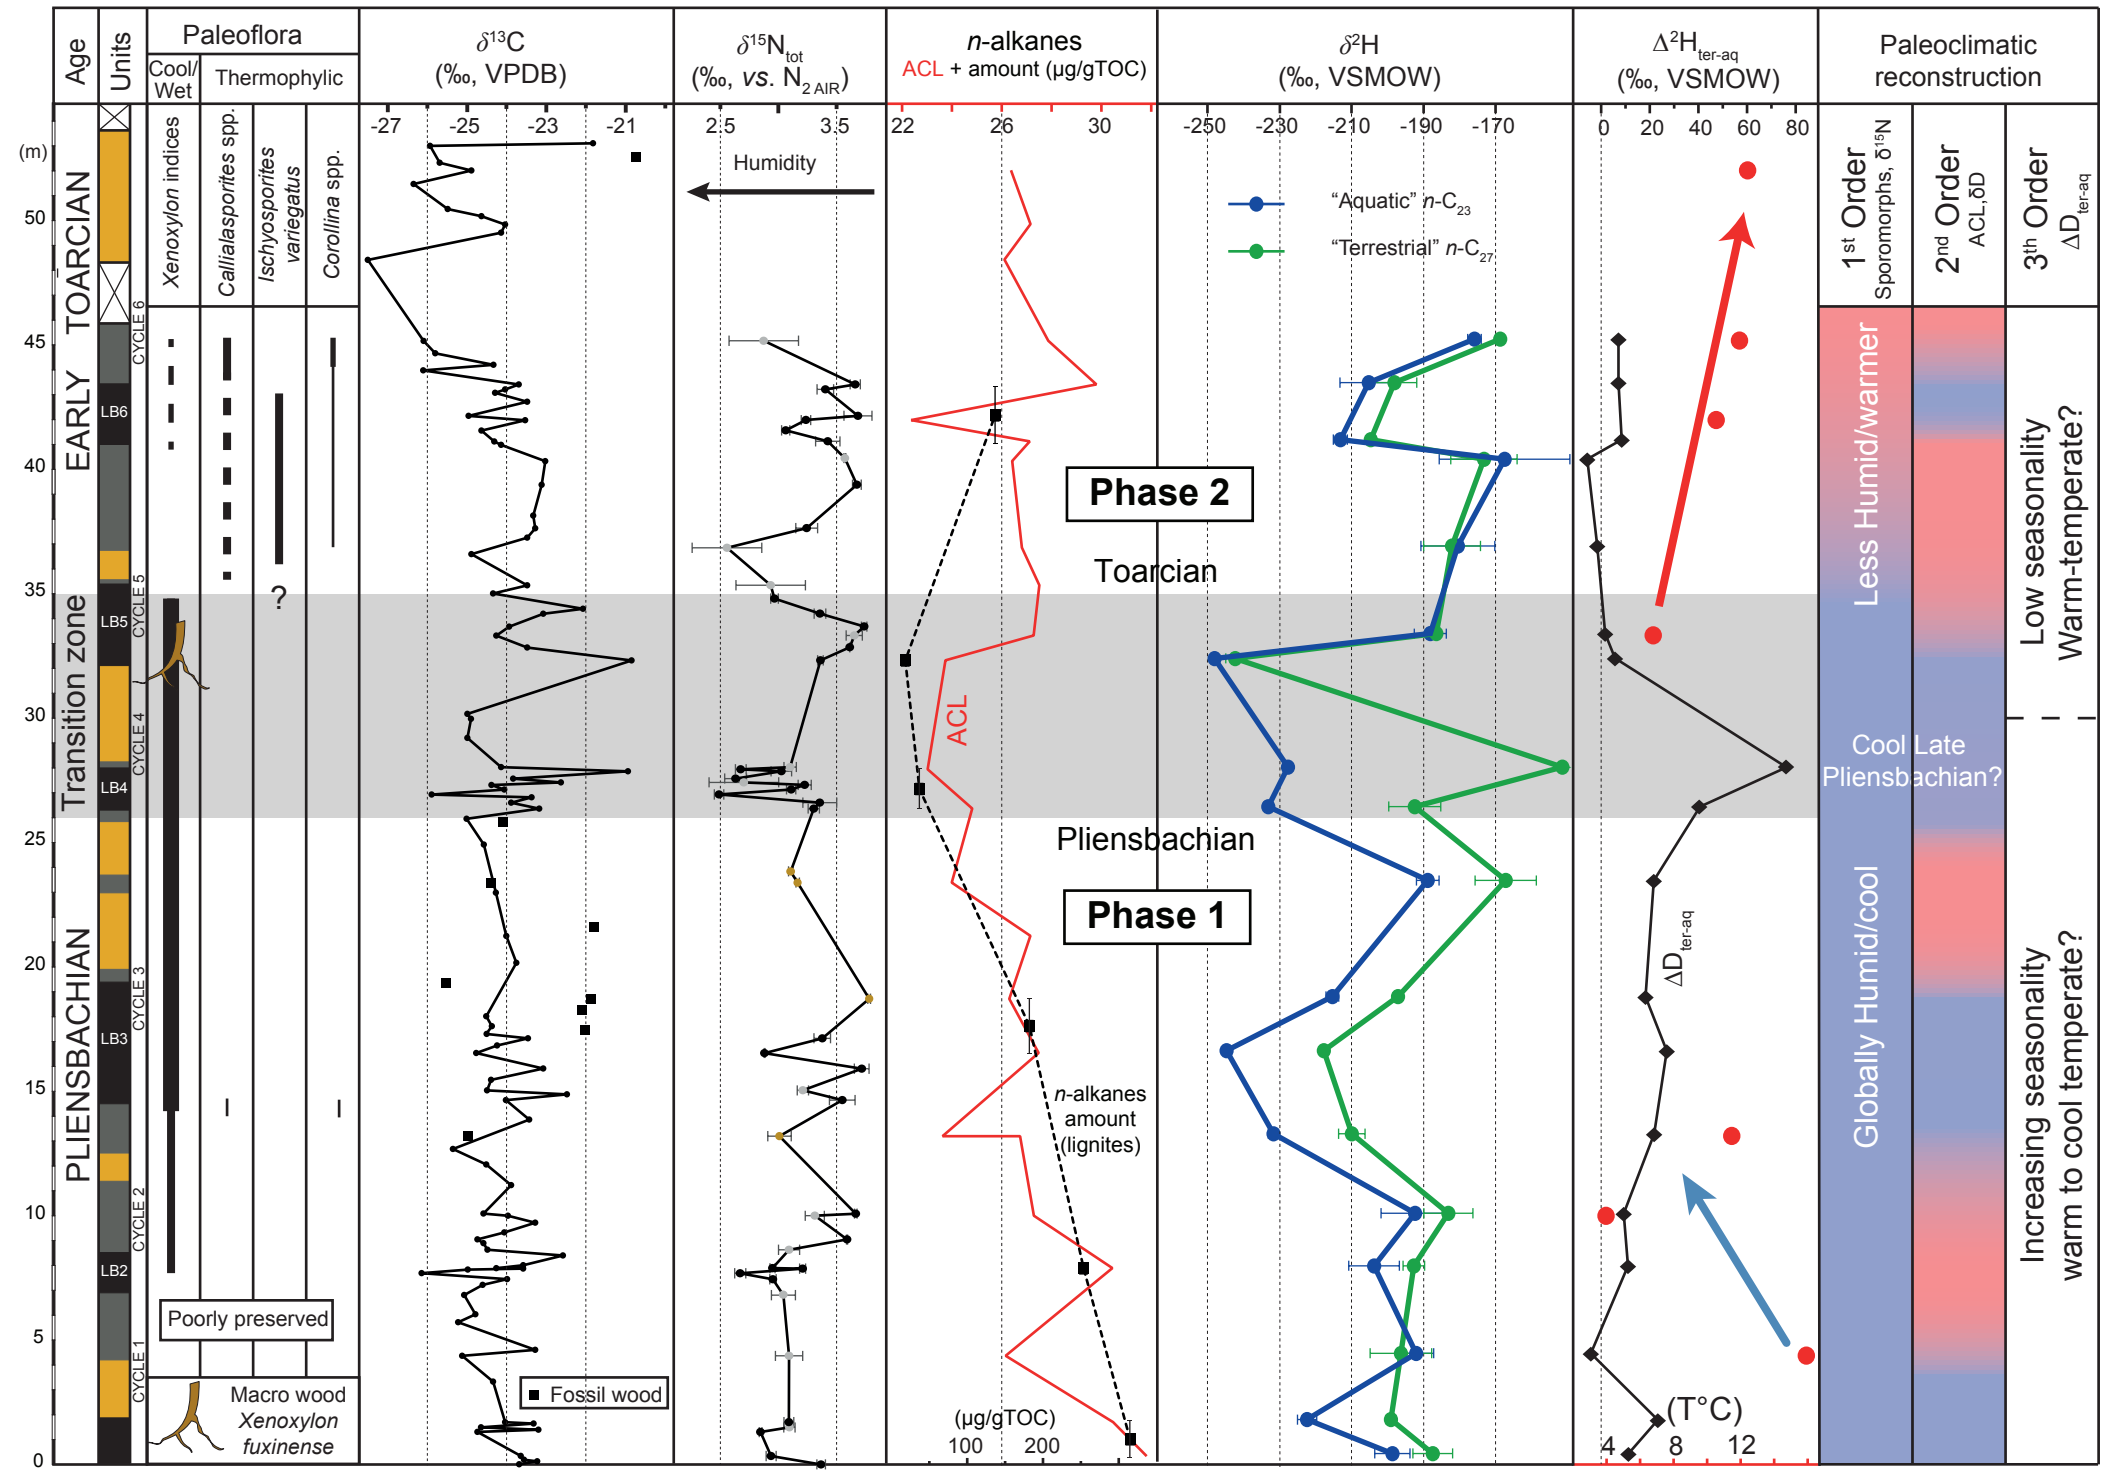 Age
Units
Paleoflora
Cool/
Wet
Thermophylic
δ13C
(‰, VPDB)
δ15Ntot
(‰, vs. N2 AIR)
n-alkanes
ACL + amount (µg/gTOC)
δ2H
(‰, VSMOW)
Δ2Hter-aq
(‰, VSMOW)
Paleoclimatic
reconstruction
(m)
Xenoxylon indices
Callialasporites spp.
Ischyosporites
variegatus
Corollina spp.
-27 -25 -23 -21
2.5 3.5
22 26 30
-250 -230 -210 -190 -170
0 20 40 60 80
1st Order
Sporomorphs, δ15N
2nd Order
ACL,δD
3th Order
ΔDter-aq
Humidity
"Aquatic" n-C23
"Terrestrial" n-C27
EARLY TOARCIAN
Transition zone
PLIENSBACHIAN
50
45
40
35
30
25
20
15
10
5
0
CYCLE 6
CYCLE 5
CYCLE 4
CYCLE 3
CYCLE 2
CYCLE 1
LB6
LB5
LB4
LB3
LB2
?
Phase 2
Toarcian
Pliensbachian
Phase 1
ACL
n-alkanes
amount
(lignites)
ΔDter-aq
Less Humid/warmer
Cool Late
Pliensbachian?
Globally Humid/cool
Low seasonality
Warm-temperate?
Increasing seasonality
warm to cool temperate?
Poorly preserved
Macro wood
Xenoxylon
fuxinense
Fossil wood
(µg/gTOC)
100 200
(T°C)
4 8 12